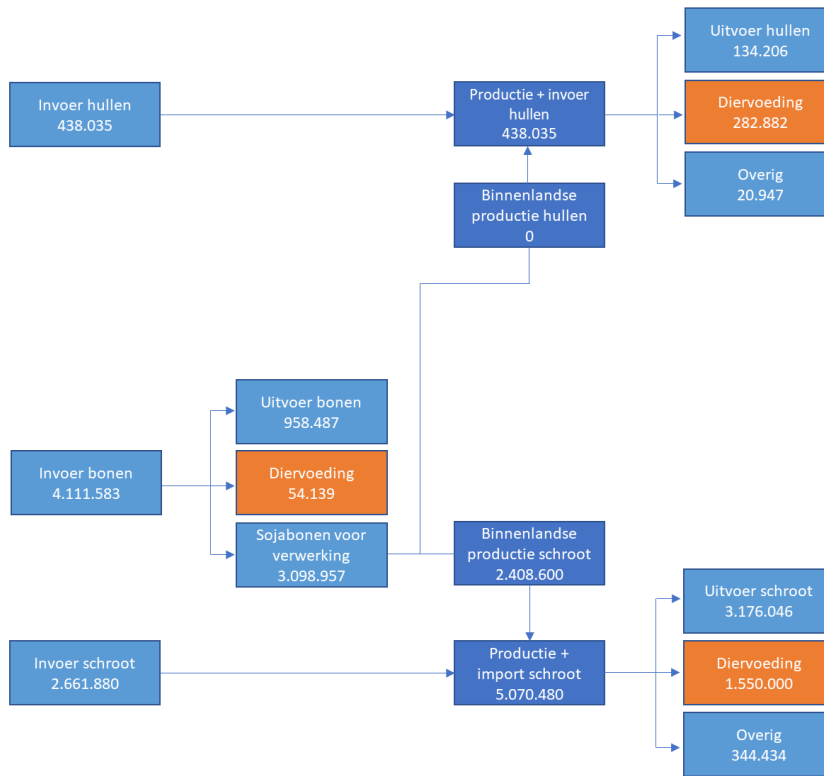 Uitvoer hullen
134.206
Invoer hullen
438.035
Productie + invoer
hullen
438.035
Diervoeding
282.882
Overig
20.947
Binnenlandse
productie hullen
0
Uitvoer bonen
958.487
Invoer bonen
4.111.583
Diervoeding
54.139
Sojabonen voor
verwerking
3.098.957
Binnenlandse
productie schroot
2.408.600
Uitvoer schroot
3.176.046
Invoer schroot
2.661.880
Productie +
import schroot
5.070.480
Diervoeding
1.550.000
Overig
344.434